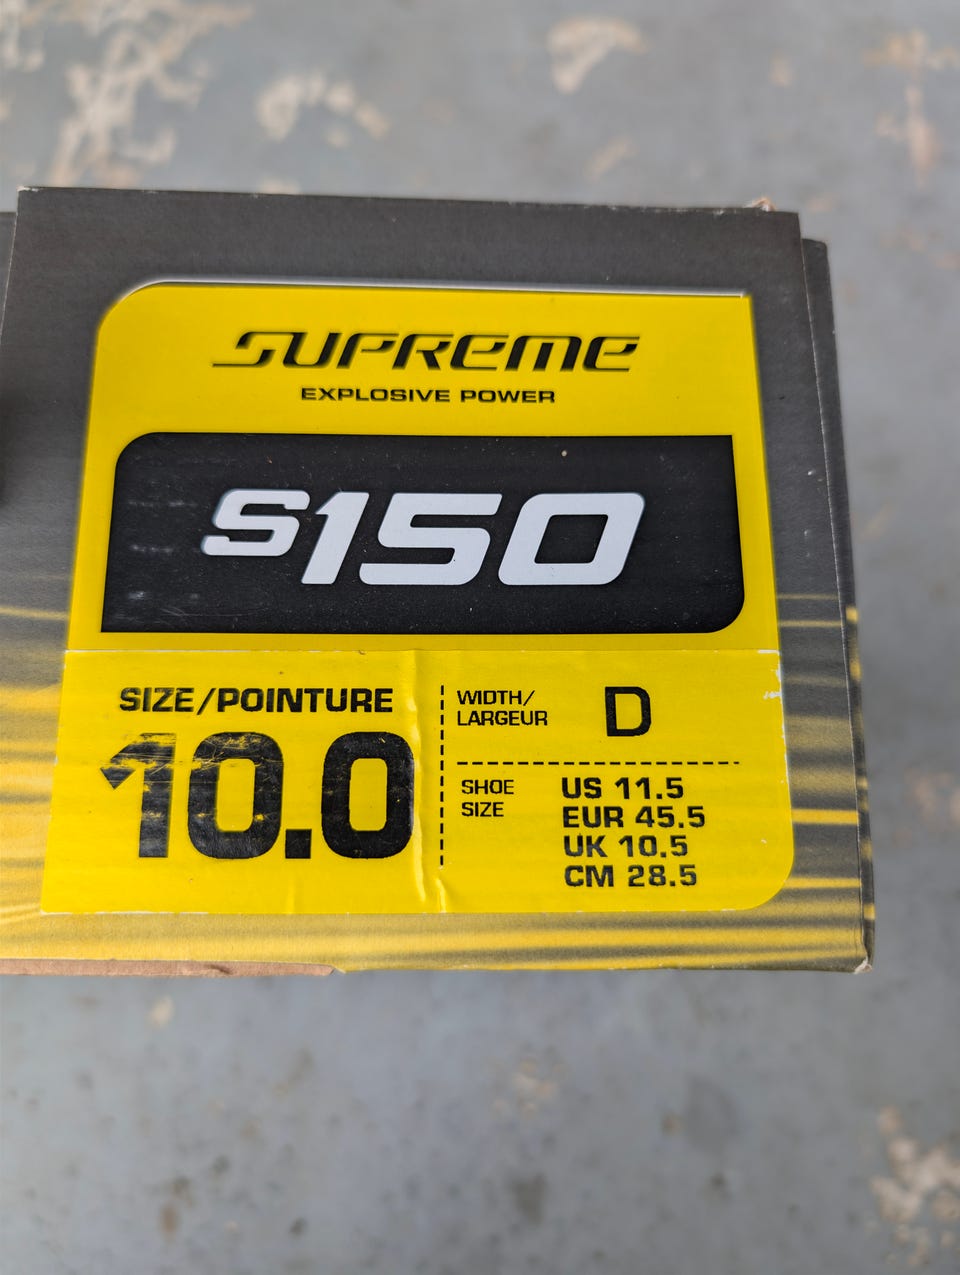 SUPREME
EXPLOSIVE POWER
S150
SIZE/POINTURE
10.0
WIDTH/
LARGEUR
D
SHOE
SIZE
US 11.5
EUR 45.5
UK 10.5
CM 28.5